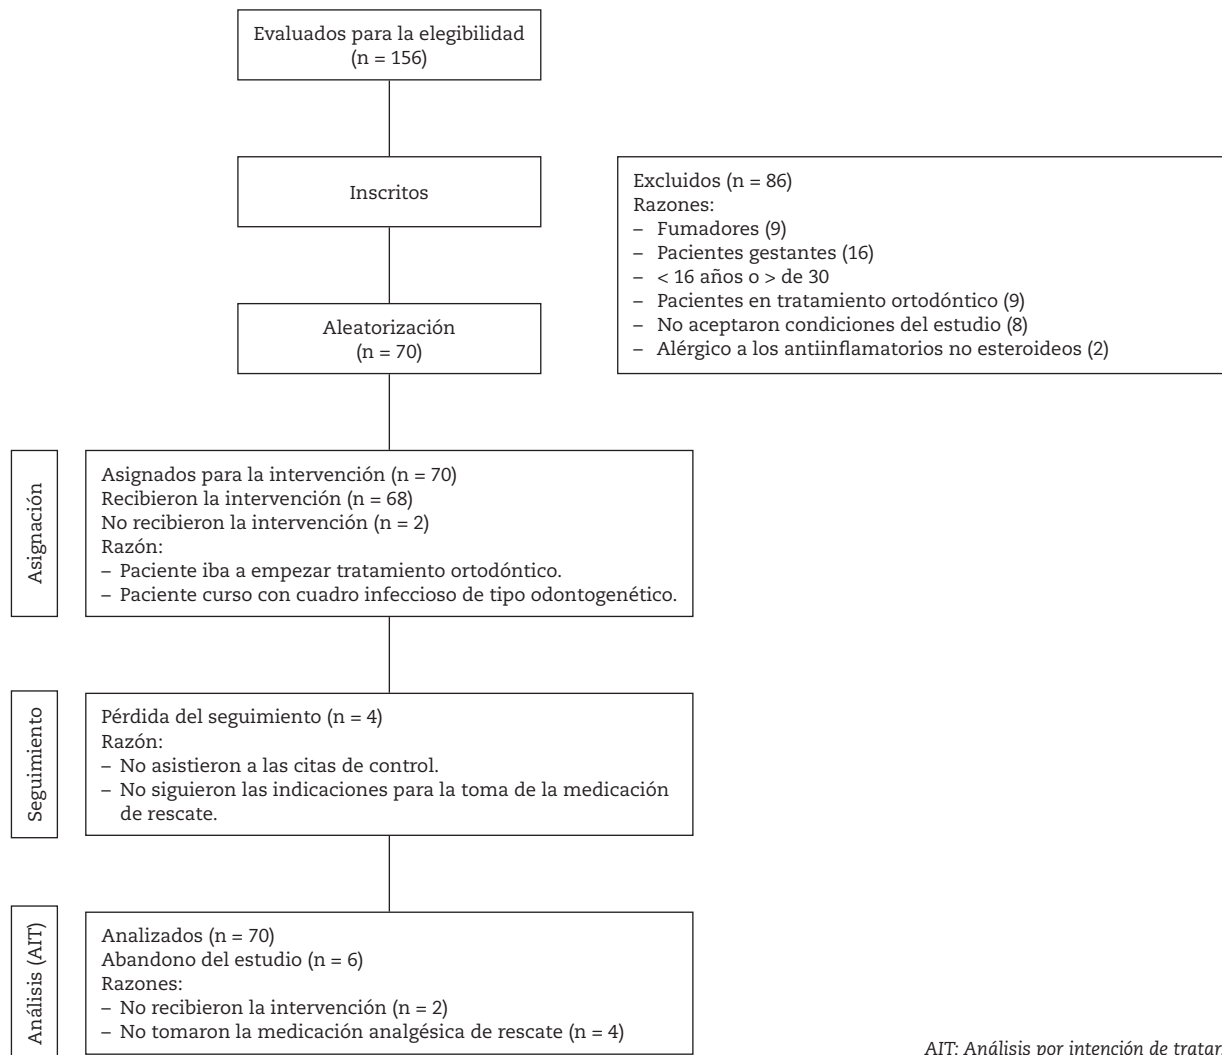 Evaluados para la elegibilidad
(n = 156)
Inscritos
Excluidos (n = 86)
Razones:
– Fumadores (9)
– Pacientes gestantes (16)
– < 16 años o > de 30
– Pacientes en tratamiento ortodóntico (9)
– No aceptaron condiciones del estudio (8)
– Alérgico a los antiinflamatorios no esteroideos (2)
Aleatorización
(n = 70)
Asignación
Asignados para la intervención (n = 70)
Recibieron la intervención (n = 68)
No recibieron la intervención (n = 2)
Razón:
– Paciente iba a empezar tratamiento ortodóntico.
– Paciente curso con cuadro infeccioso de tipo odontogenético.
Seguimiento
Pérdida del seguimiento (n = 4)
Razón:
– No asistieron a las citas de control.
– No siguieron las indicaciones para la toma de la medicación
de rescate.
Análisis (AIT)
Analizados (n = 70)
Abandono del estudio (n = 6)
Razones:
– No recibieron la intervención (n = 2)
– No tomaron la medicación analgésica de rescate (n = 4)
AIT: Análisis por intención de tratar